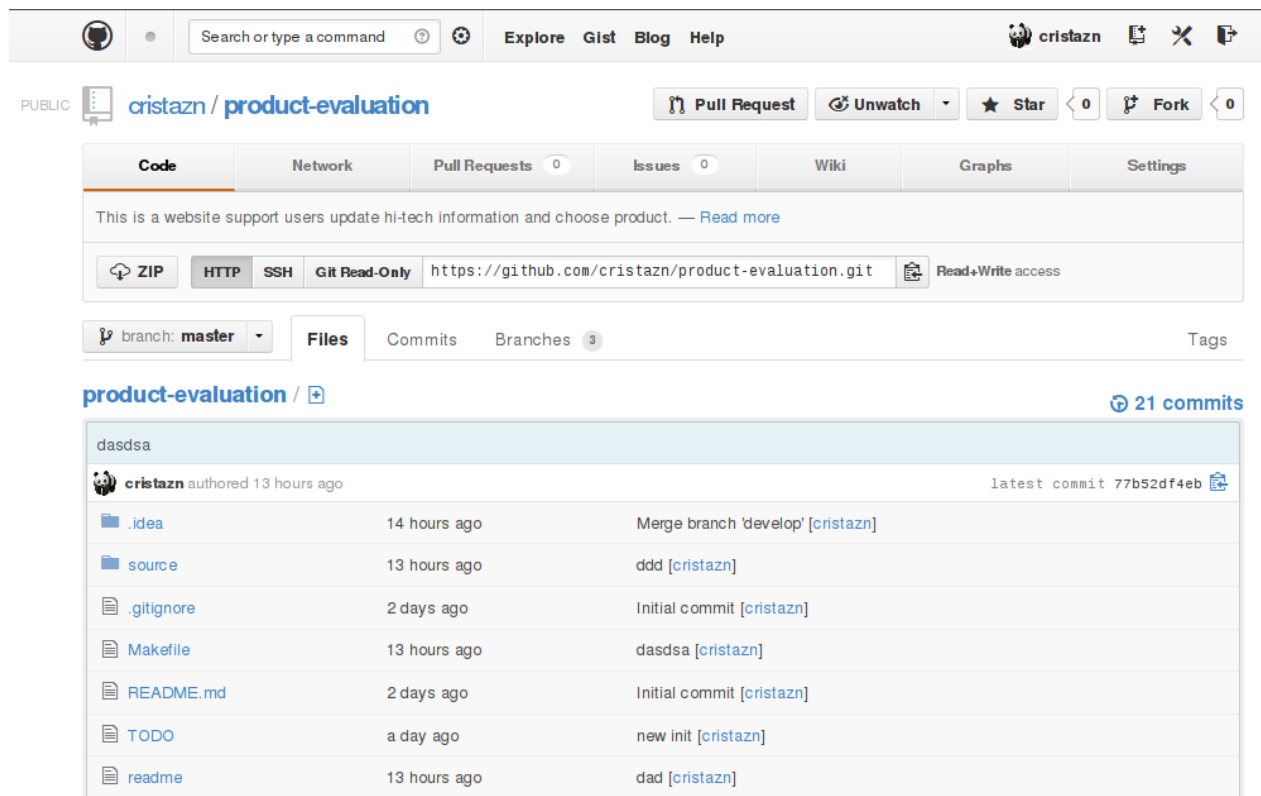 Search or type a command Explore Gist Blog Help cristazn
PUBLIC cristazn / product-evaluation Pull Request Unwatch Star 0 Fork 0
Code Network Pull Requests 0 Issues 0 Wiki Graphs Settings
This is a website support users update hi-tech information and choose product. — Read more
ZIP HTTP SSH Git Read-Only https://github.com/cristazn/product-evaluation.git Read+Write access
branch: master Files Commits Branches 3 Tags
product-evaluation /
21 commits
dasdsa
cristazn authored 13 hours ago latest commit 77b52df4eb
.idea 14 hours ago Merge branch 'develop' [cristazn]
source 13 hours ago ddd [cristazn]
.gitignore 2 days ago Initial commit [cristazn]
Makefile 13 hours ago dasdsa [cristazn]
README.md 2 days ago Initial commit [cristazn]
TODO a day ago new init [cristazn]
readme 13 hours ago dad [cristazn]